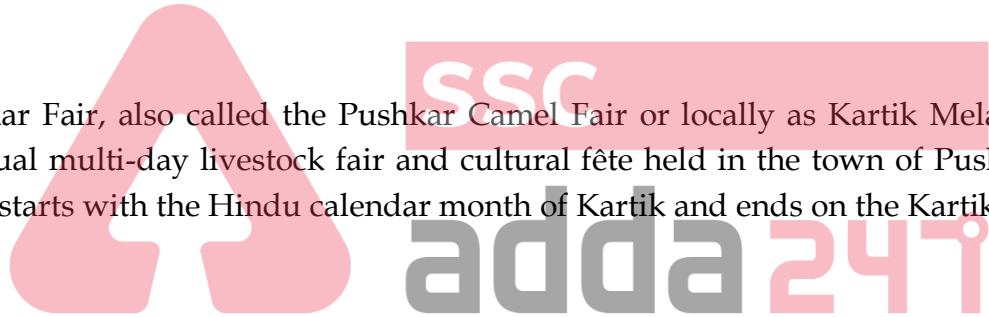 SSC
ar Fair, also called the Pushkar Camel Fair or locally as Kartik Mela
ual multi-day livestock fair and cultural fête held in the town of Push
starts with the Hindu calendar month of Kartik and ends on the Kartik
adda247